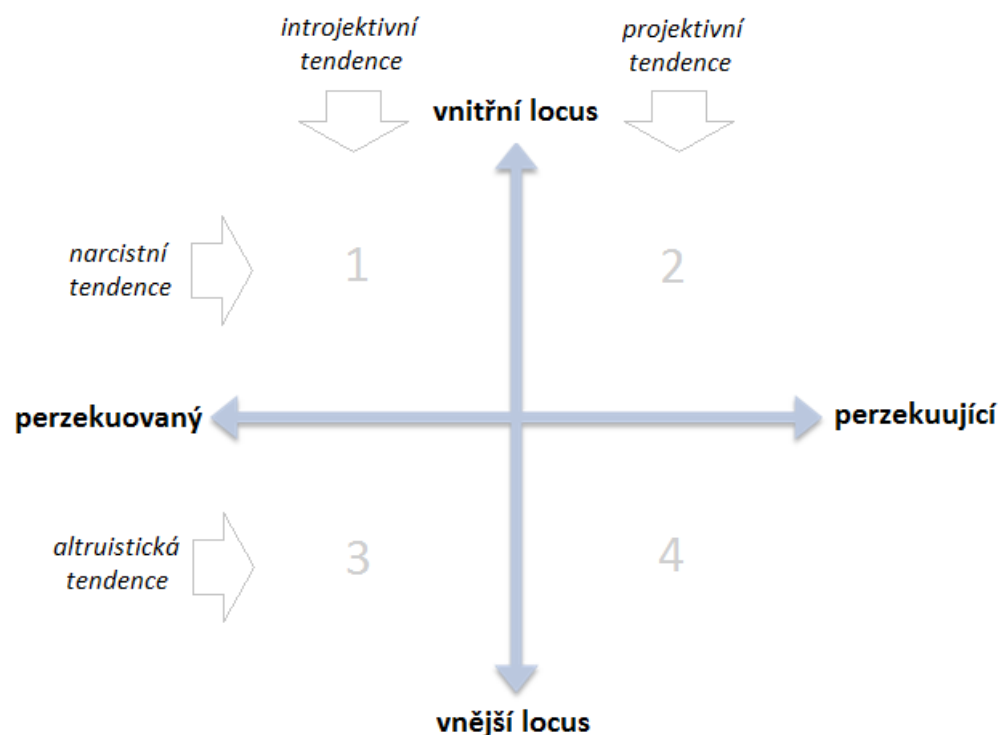 introjektivní
tendence
projektivní
tendence
vnitřní locus
narcistní
tendence
1
2
perzekuovaný
perzekuující
altruistická
tendence
3
4
vnější locus